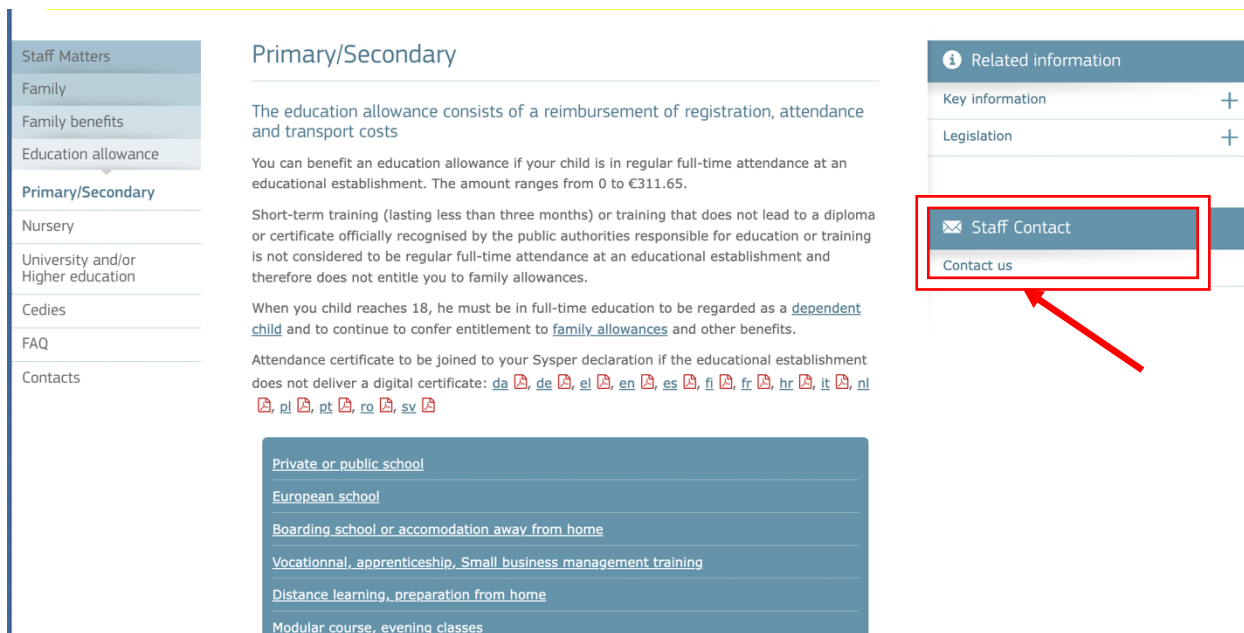 Staff Matters
Family
Family benefits
Education allowance
Primary/Secondary
Nursery
University and/or
Higher education
Cedies
FAQ
Contacts
Primary/Secondary
The education allowance consists of a reimbursement of registration, attendance
and transport costs
You can benefit an education allowance if your child is in regular full-time attendance at an
educational establishment. The amount ranges from 0 to €311.65.
Short-term training (lasting less than three months) or training that does not lead to a diploma
or certificate officially recognised by the public authorities responsible for education or training
is not considered to be regular full-time attendance at an educational establishment and
therefore does not entitle you to family allowances.
When you child reaches 18, he must be in full-time education to be regarded as a dependent
child and to continue to confer entitlement to family allowances and other benefits.
Attendance certificate to be joined to your Sysper declaration if the educational establishment
does not deliver a digital certificate: da, de, el, en, es, fi, fr, hr, it, nl
, pl, pt, ro, sv
Private or public school
European school
Boarding school or accomodation away from home
Vocationnal, apprenticeship, Small business management training
Distance learning, preparation from home
Modular course, evening classes
Related information
Key information
Legislation
Staff Contact
Contact us